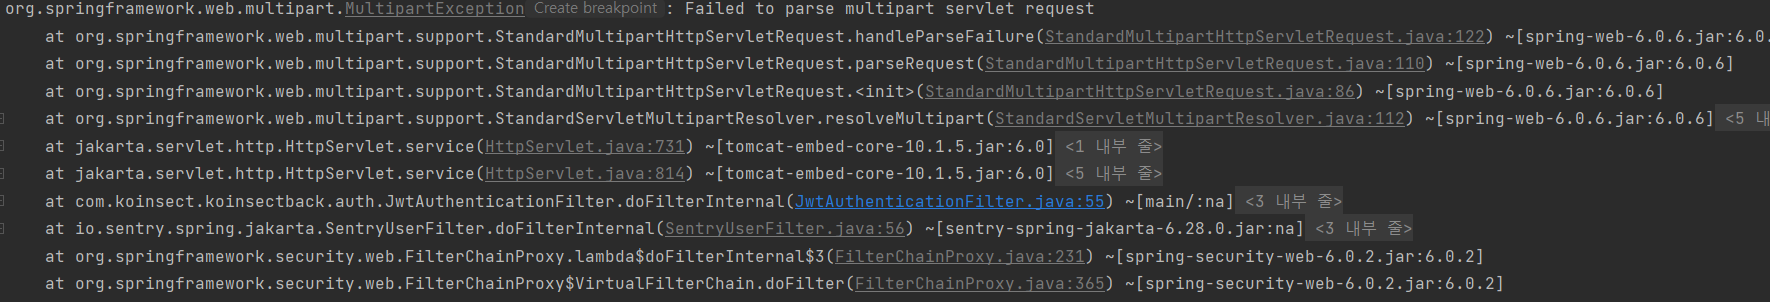 org.springframework.web.multipart.MultipartException Create breakpoint : Failed to parse multipart servlet request
at org.springframework.web.multipart.support.StandardMultipartHttpServletRequest.handleParseFailure(StandardMultipartHttpServletRequest.java:122) ~[spring-web-6.0.6.jar:6.0.
at org.springframework.web.multipart.support.StandardMultipartHttpServletRequest.parseRequest(StandardMultipartHttpServletRequest.java:110) ~[spring-web-6.0.6.jar:6.0.6]
at org.springframework.web.multipart.support.StandardMultipartHttpServletRequest.<init>(StandardMultipartHttpServletRequest.java:86) ~[spring-web-6.0.6.jar:6.0.6]
at org.springframework.web.multipart.support.StandardServletMultipartResolver.resolveMultipart(StandardServletMultipartResolver.java:112) ~[spring-web-6.0.6.jar:6.0.6] <5 내
at jakarta.servlet.http.HttpServlet.service(HttpServlet.java:731) ~[tomcat-embed-core-10.1.5.jar:6.0] <1 내부 줄>
at jakarta.servlet.http.HttpServlet.service(HttpServlet.java:814) ~[tomcat-embed-core-10.1.5.jar:6.0] <5 내부 줄>
at com.koinsect.koinsectback.auth.JwtAuthenticationFilter.doFilterInternal(JwtAuthenticationFilter.java:55) ~[main/:na] <3 내부 줄>
at io.sentry.spring.jakarta.SentryUserFilter.doFilterInternal(SentryUserFilter.java:56) ~[sentry-spring-jakarta-6.28.0.jar:na] <3 내부 줄>
at org.springframework.security.web.FilterChainProxy.lambda$doFilterInternal$3(FilterChainProxy.java:231) ~[spring-security-web-6.0.2.jar:6.0.2]
at org.springframework.security.web.FilterChainProxy$VirtualFilterChain.doFilter(FilterChainProxy.java:365) ~[spring-security-web-6.0.2.jar:6.0.2]